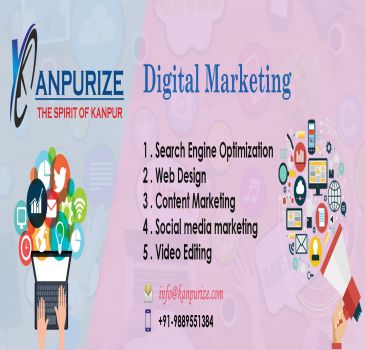 KANPURIZE
THE SPIRIT OF KANPUR
Digital Marketing
1 . Search Engine Optimization
2 . Web Design
3 . Content Marketing
4 . Social media marketing
5 . Video Editing
info@kanpurize.com
+91-9889551384